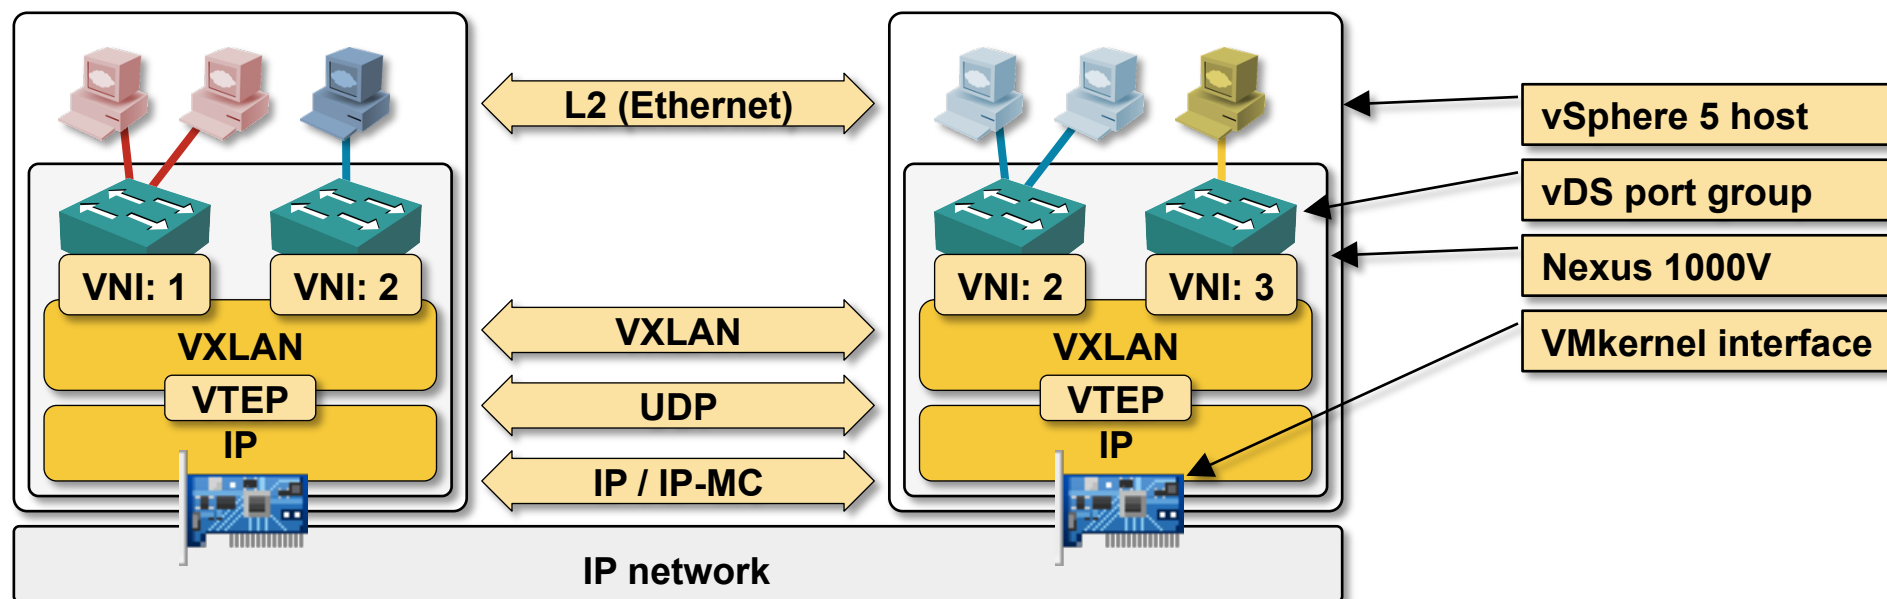 L2 (Ethernet)
VNI: 1
VNI: 2
VXLAN
VTEP
IP
VXLAN
UDP
IP / IP-MC
VNI: 2
VNI: 3
VXLAN
VTEP
IP
IP network
vSphere 5 host
vDS port group
Nexus 1000V
VMkernel interface